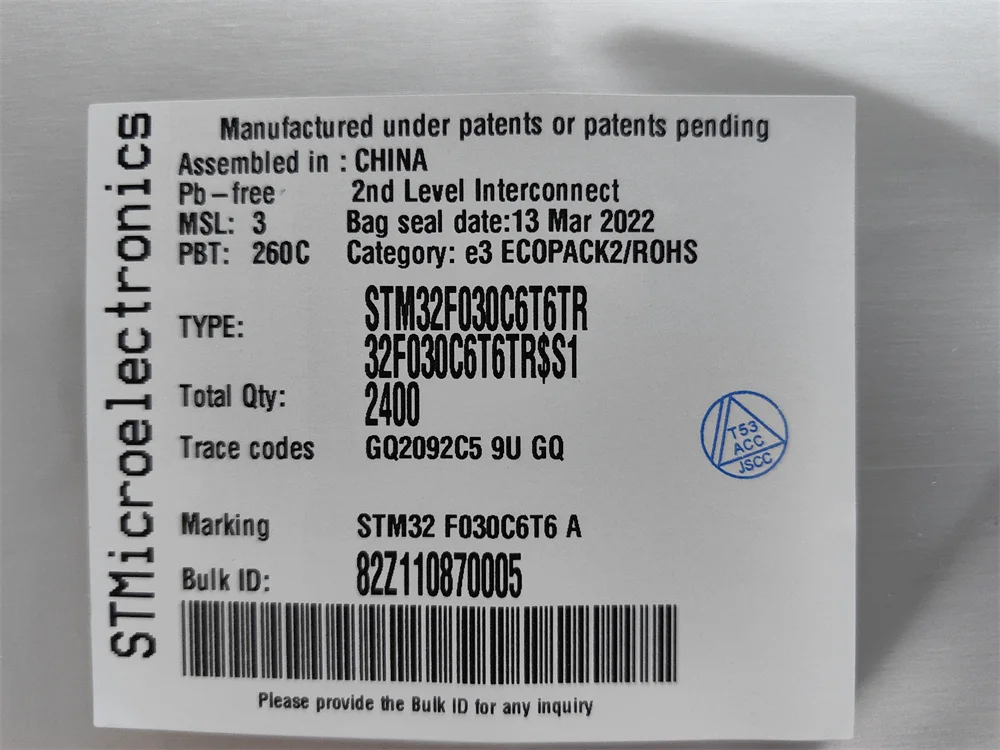 STMicroelectronics
Manufactured under patents or patents pending
Assembled in : CHINA
Pb-free 2nd Level Interconnect
MSL: 3 Bag seal date:13 Mar 2022
PBT: 260C Category: e3 ECOPACK2/ROHS
TYPE: STM32F030C6T6TR
32F030C6T6TR$S1
Total Qty: 2400
Trace codes GQ2092C5 9U GQ
T53
ACC
JSCC
Marking STM32 F030C6T6 A
Bulk ID: 82Z110870005
Please provide the Bulk ID for any inquiry